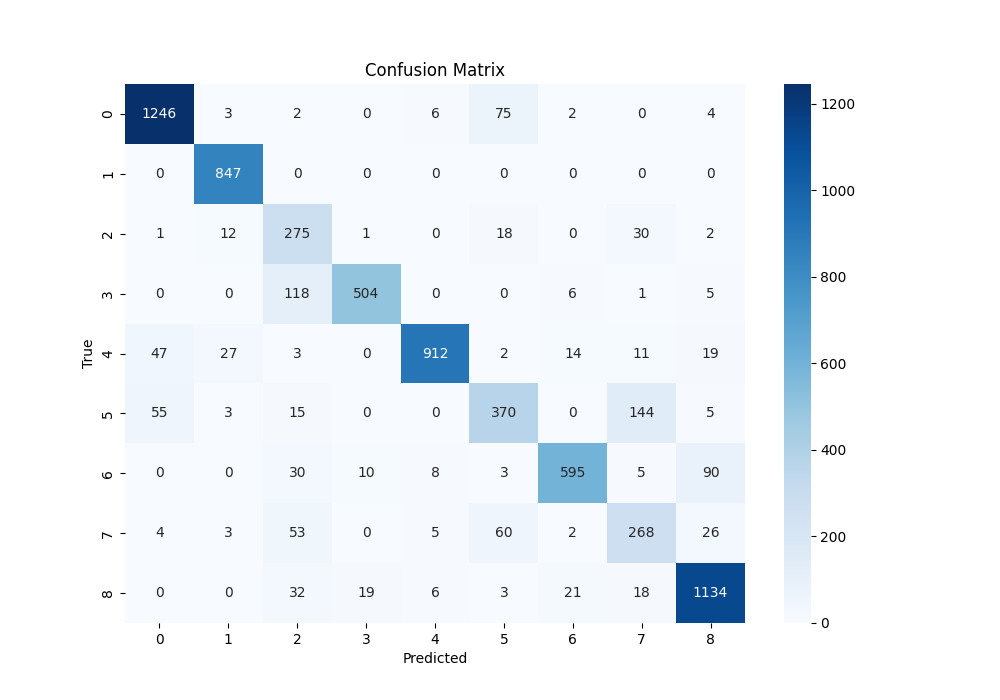 Confusion Matrix
0 1246 3 2 0 6 75 2 0 4
1 0 847 0 0 0 0 0 0 0
2 1 12 275 1 0 18 0 30 2
3 0 0 118 504 0 0 6 1 5
4 47 27 3 0 912 2 14 11 19
5 55 3 15 0 0 370 0 144 5
6 0 0 30 10 8 3 595 5 90
7 4 3 53 0 5 60 2 268 26
8 0 0 32 19 6 3 21 18 1134
0 1 2 3 4 5 6 7 8
Predicted
True
1200
1000
800
600
400
200
0